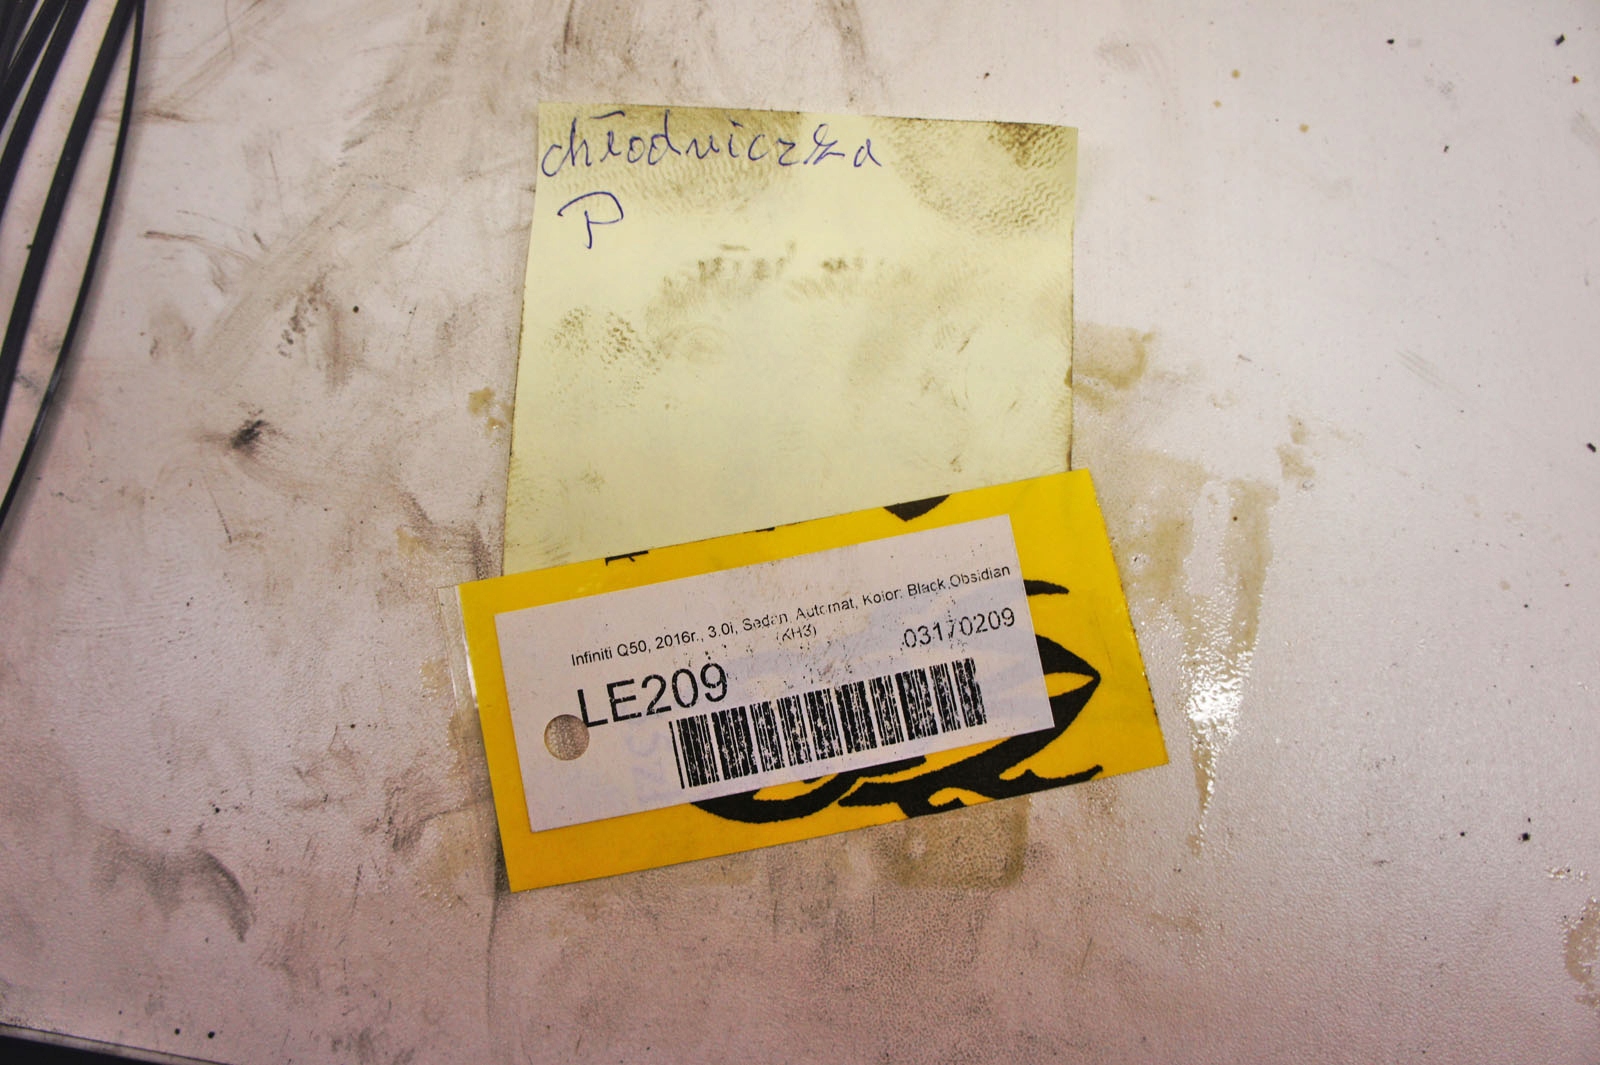 chłodniczka
P
Infiniti Q50, 2016r., 3.0i, Sedan, Automat, Kolor: Black,Obsidian
(KH3)
03170209
LE209